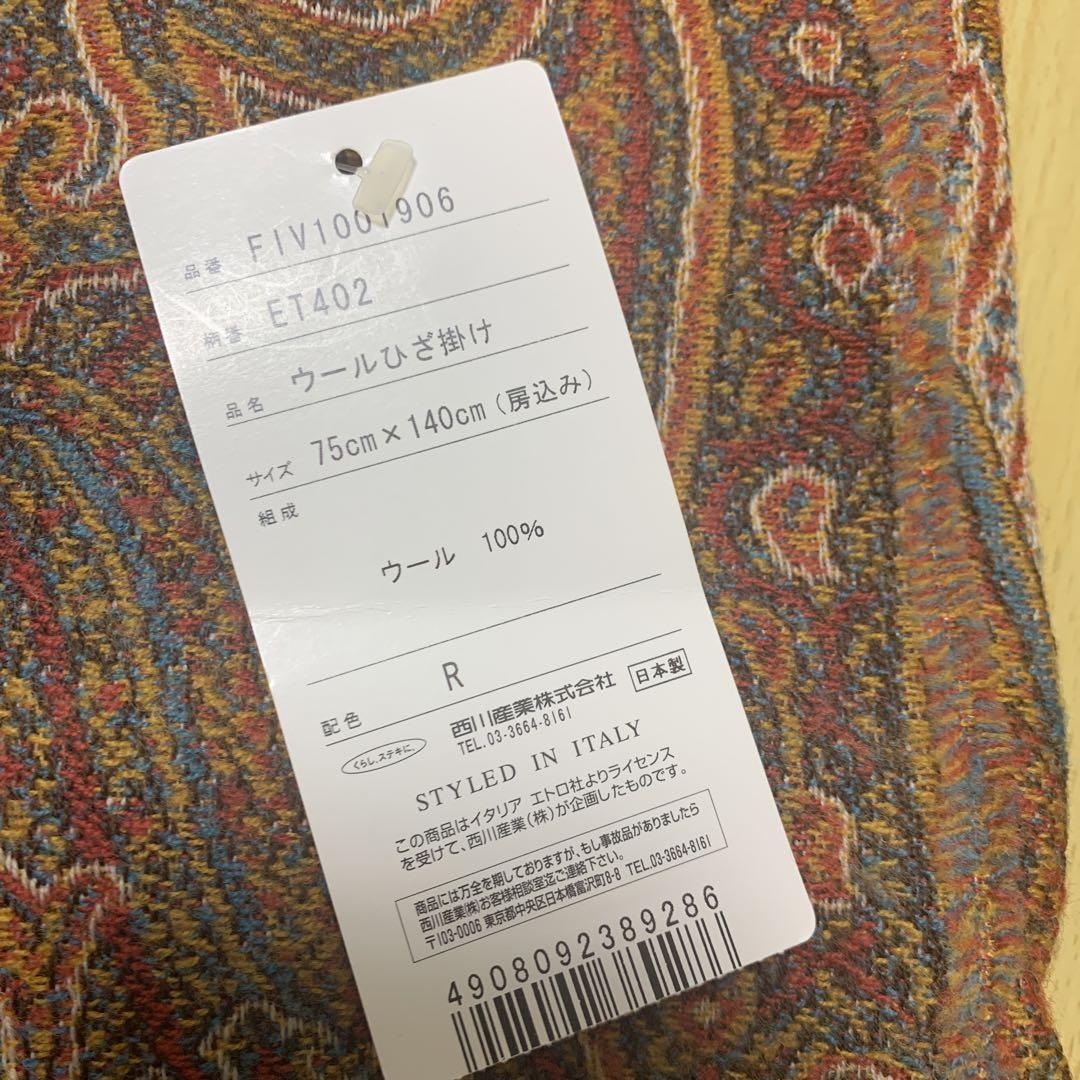 品番 FIV1001906
柄番 ET402
品名 ウールひざ掛け
サイズ 75cm×140cm(房込み)
組成
ウール 100%
配色 R
くらし、ステキに。
西川産業株式会社 日本製
TEL.03-3664-8161
STYLED IN ITALY
この商品はイタリア エトロ社よりライセンス
を受けて、西川産業(株)が企画したものです。
商品には万全を期しておりますが、もし事故品がありましたら
西川産業(株)お客様相談室迄ご連絡下さい。
〒103-0006 東京都中央区日本橋富沢町8-8 TEL.03-3664-8161
4908092389286